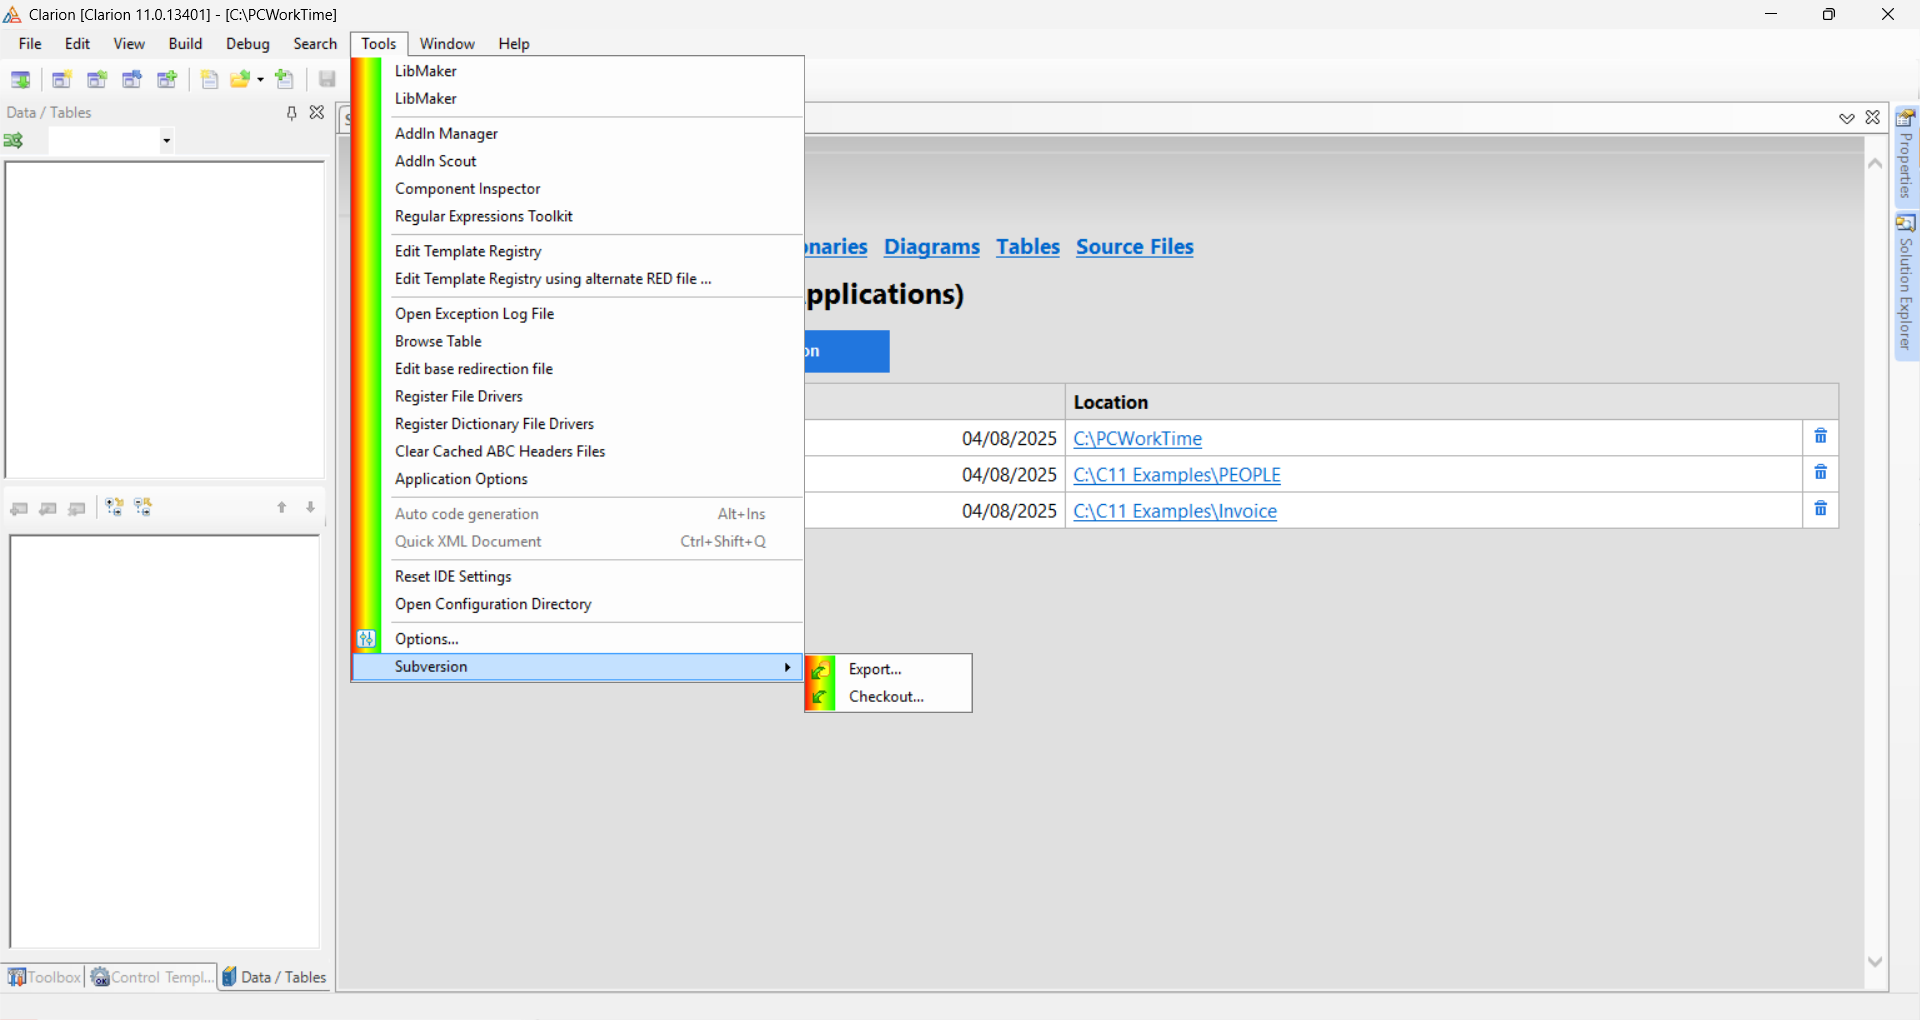 Clarion [Clarion 11.0.13401] - [C:\PCWorkTime]
File Edit View Build Debug Search Tools Window Help
Data / Tables
LibMaker
LibMaker
AddIn Manager
AddIn Scout
Component Inspector
Regular Expressions Toolkit
Edit Template Registry
Edit Template Registry using alternate RED file ...
Open Exception Log File
Browse Table
Edit base redirection file
Register File Drivers
Register Dictionary File Drivers
Clear Cached ABC Headers Files
Application Options
Auto code generation Alt+Ins
Quick XML Document Ctrl+Shift+Q
Reset IDE Settings
Open Configuration Directory
Options...
Subversion
Export...
Checkout...
naries Diagrams Tables Source Files
pplications)
on
Location
04/08/2025 C:\PCWorkTime
04/08/2025 C:\C11 Examples\PEOPLE
04/08/2025 C:\C11 Examples\Invoice
Properties
Solution Explorer
Toolbox Control Templ... Data / Tables